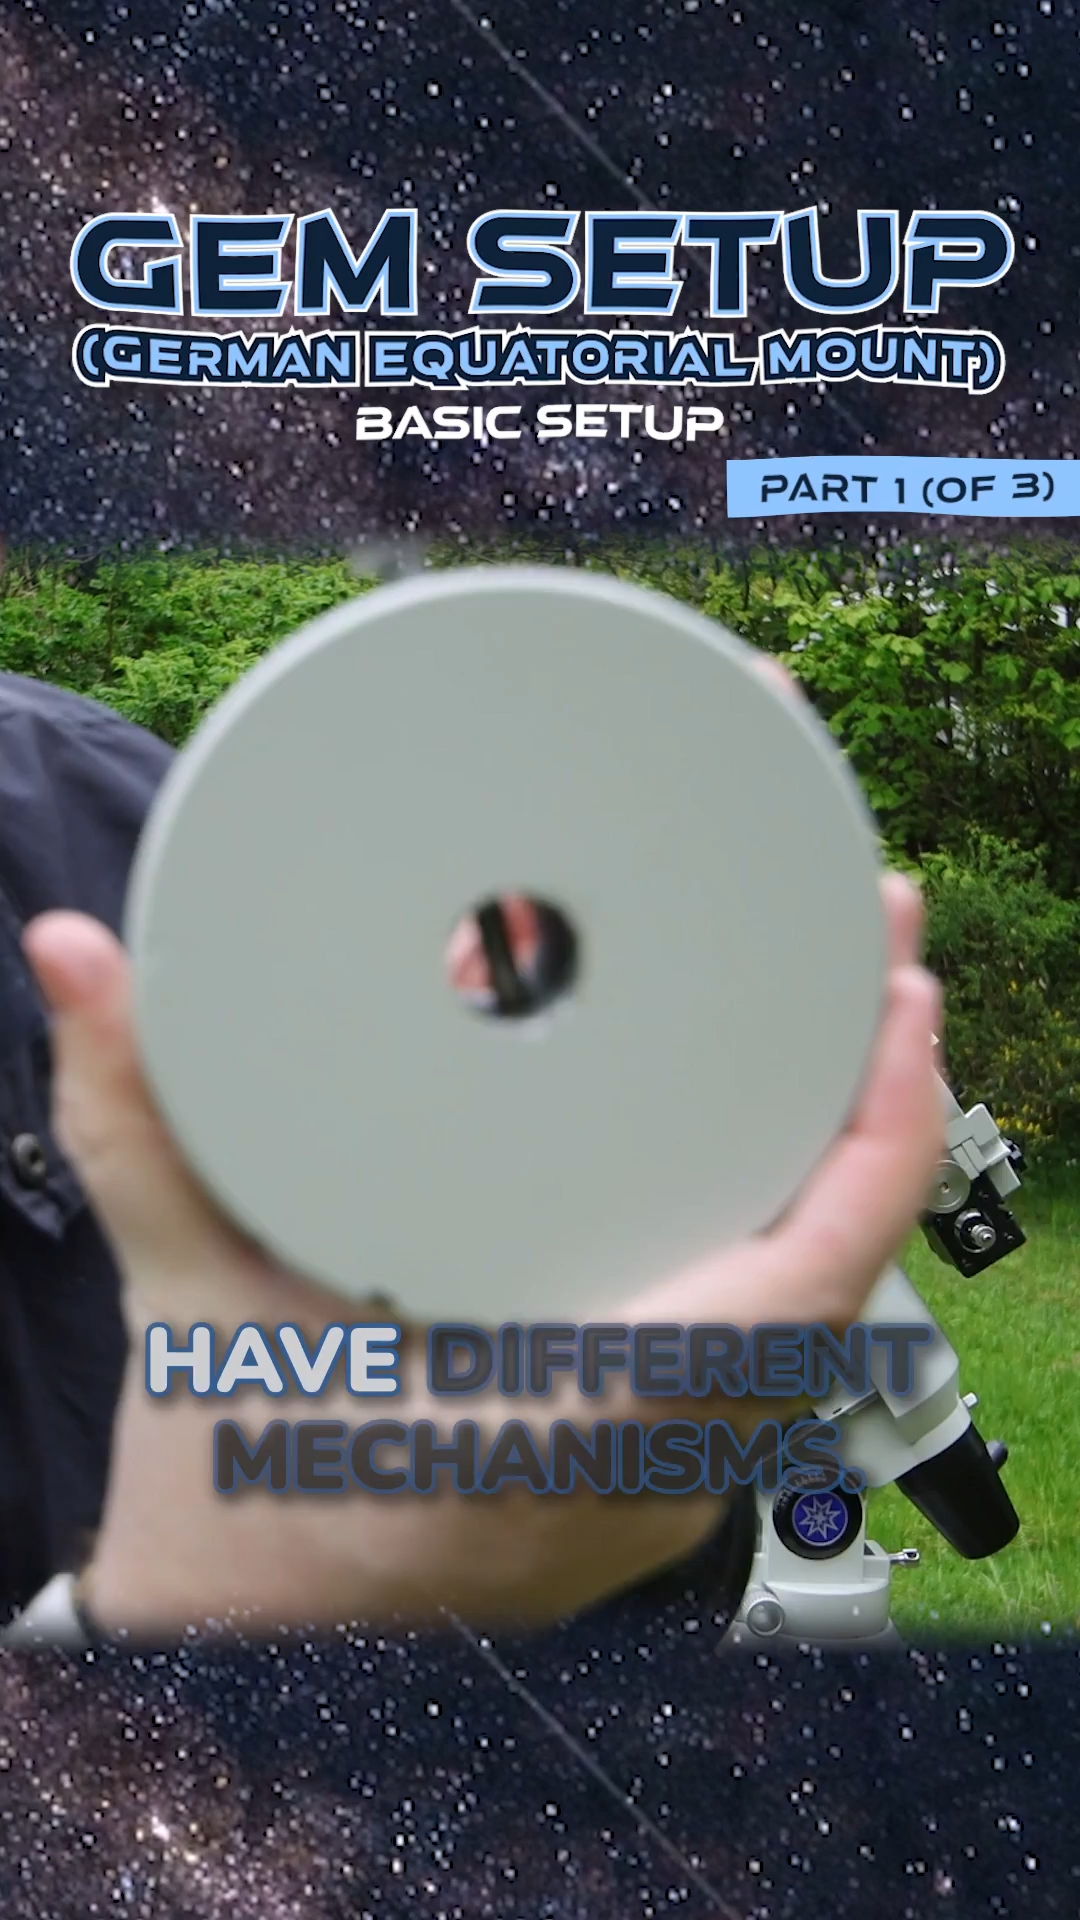 GEM SETUP
(GERMAN EQUATORIAL MOUNT)
BASIC SETUP
PART 1 (OF 3)
HAVE DIFFERENT
MECHANISMS.